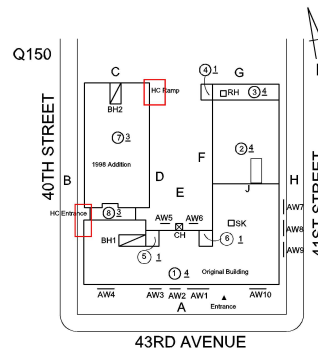 Q150
C
G
H
④ 1
HC Ramp
RH
③ 4
BH2
⑦ 3
② 4
1998 Addition
F
40TH STREET
B
D
E
J
H
41ST STREET
HC Entrance
⑧ 3
AW5
AW6
AW7
BH1
CH
SK
AW8
⑤ 1
⑥ 1
AW9
① 4
Original Building
AW4
AW3
AW2
AW1
AW10
A
Entrance
43RD AVENUE